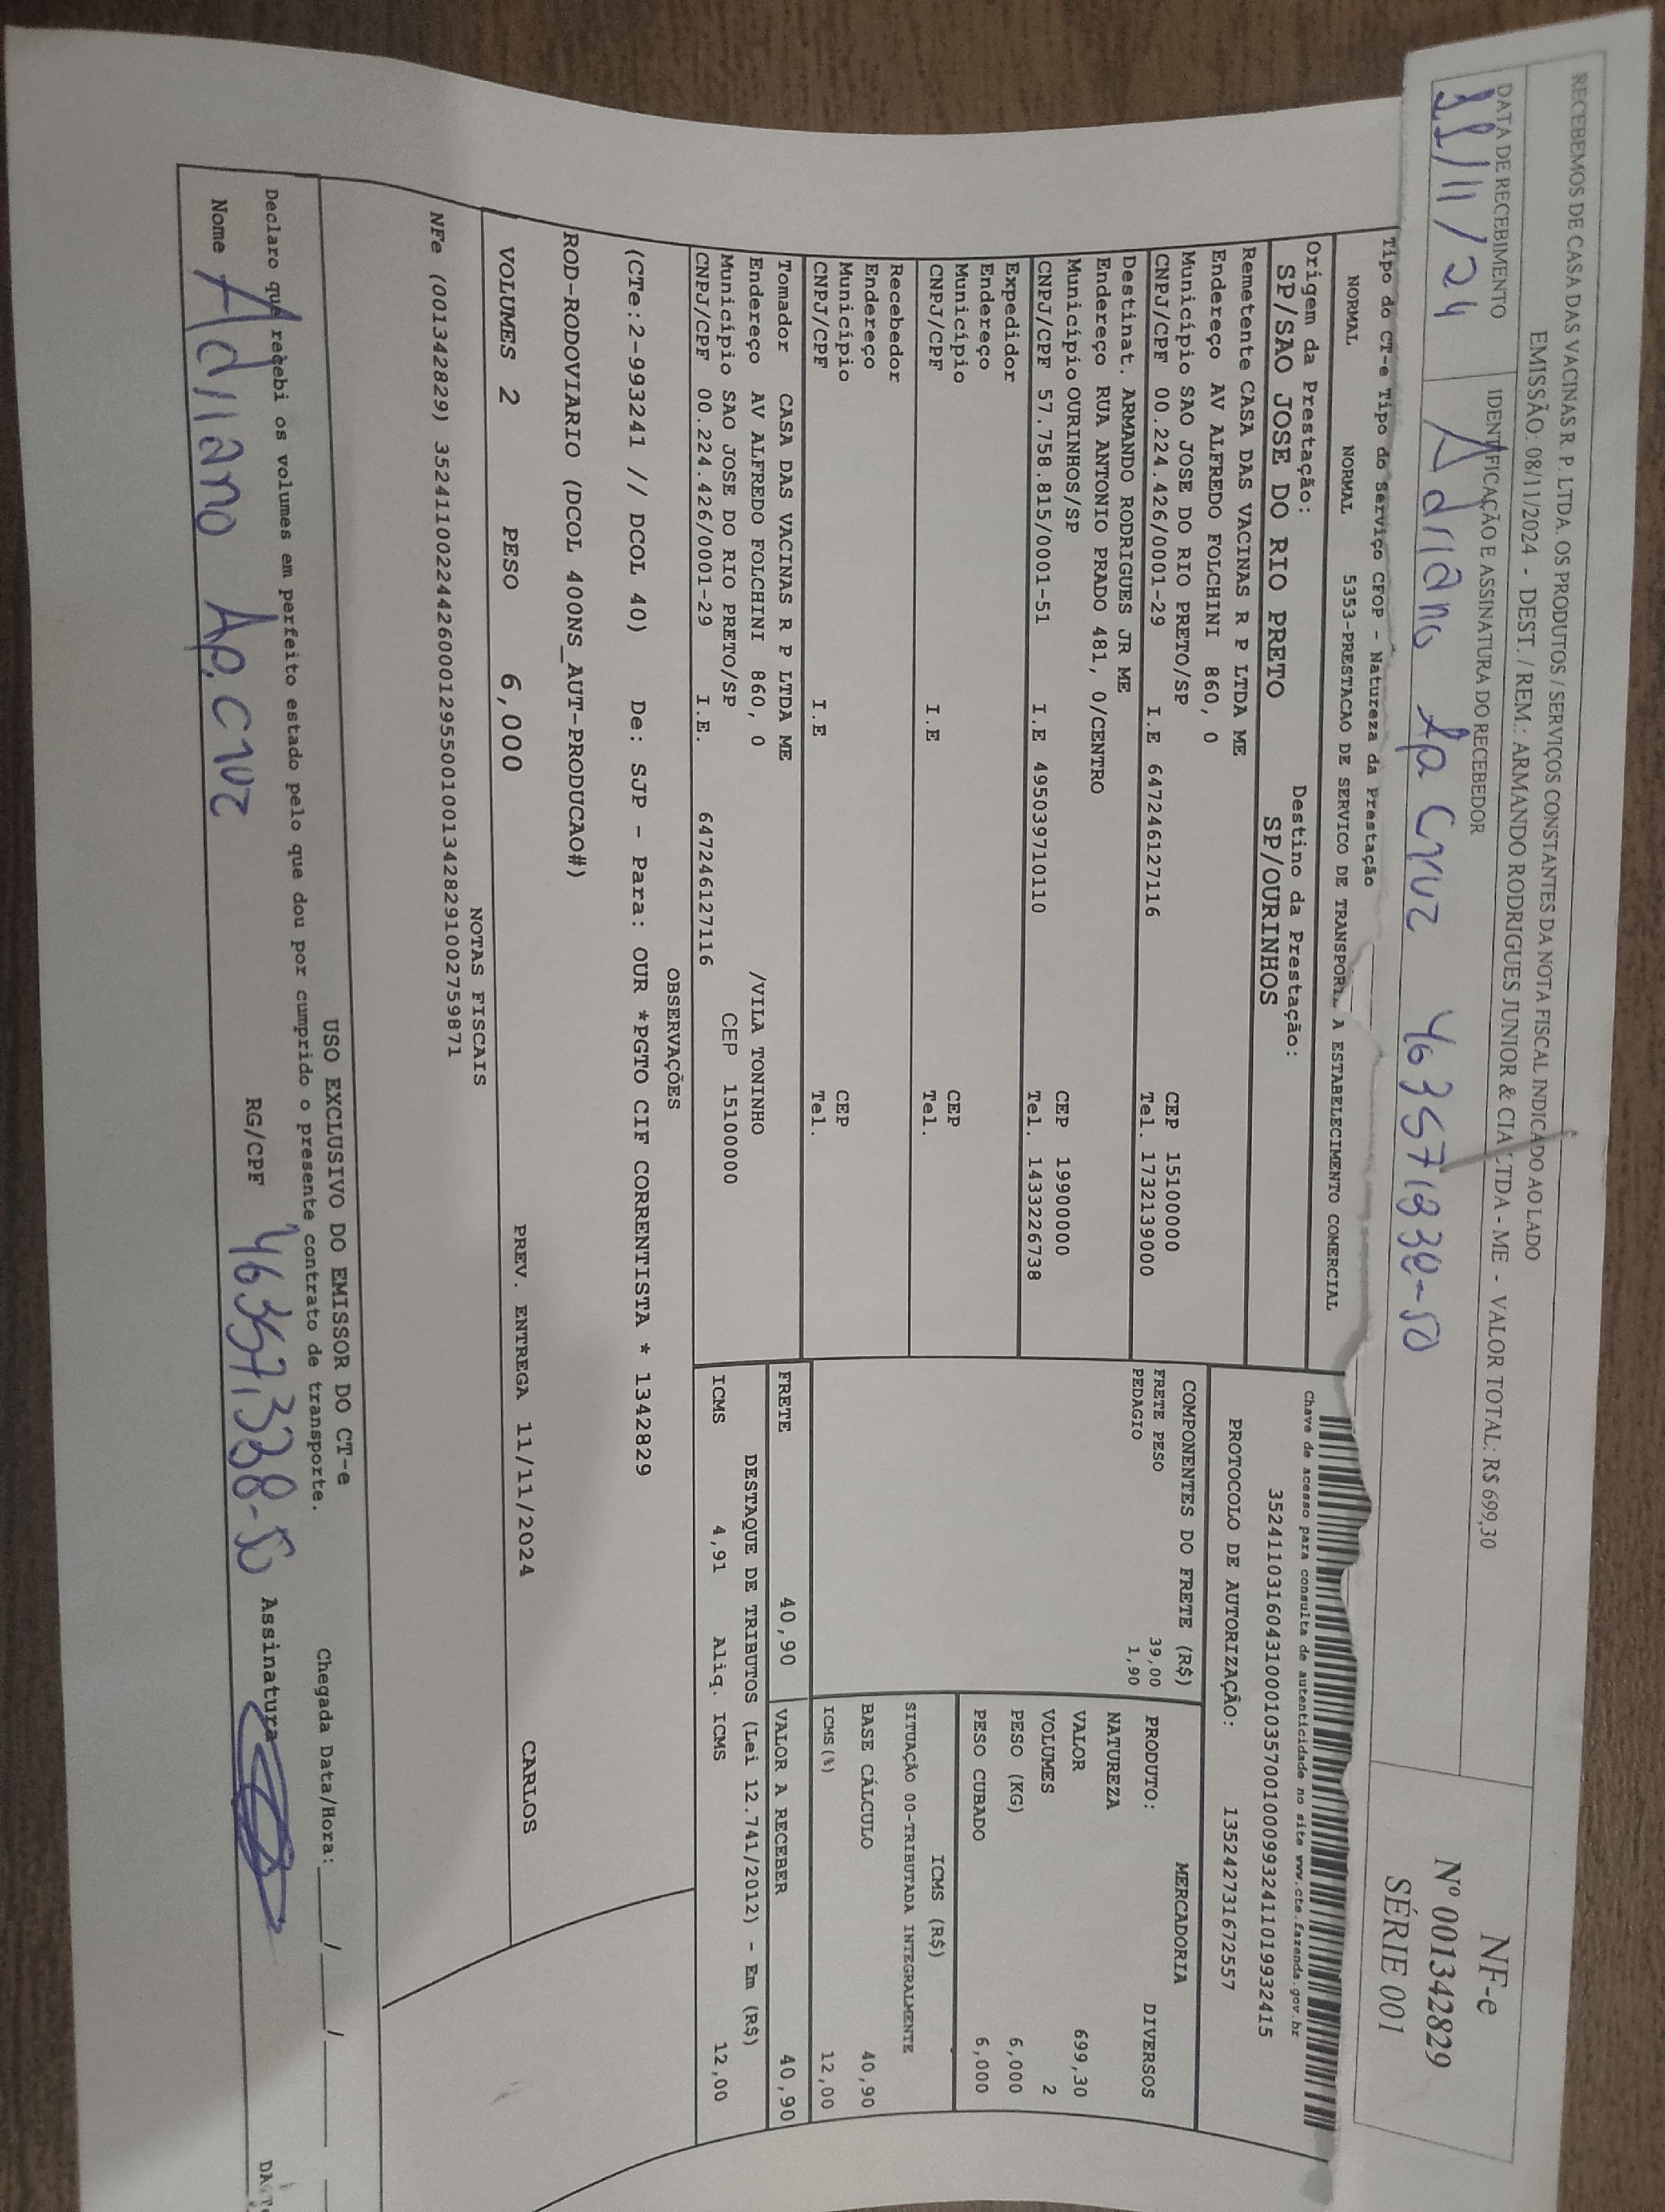 RECEBEMOS DE CASA DAS VACINAS R. P. LTDA. OS PRODUTOS / SERVIÇOS CONSTANTES DA NOTA FISCAL INDICADO AO LADO
EMISSÃO: 08/11/2024 - DEST. / REM.: ARMANDO RODRIGUES JUNIOR & CIA LTDA - ME - VALOR TOTAL: R$ 699,30
DATA DE RECEBIMENTO IDENTIFICAÇÃO E ASSINATURA DO RECEBEDOR
/11/24 Adriano Ap Cruz
NF-e
Nº 001342829
SÉRIE 001
Tipo do CT-e Tipo do Serviço CFOP - Natureza da Prestação
NORMAL NORMAL 5353-PRESTACAO DE SERVICO DE TRANSPORT A ESTABELECIMENTO COMERCIAL
Origem da Prestação: Destino da Prestação:
SP/SAO JOSE DO RIO PRETO SP/OURINHOS
Remetente CASA DAS VACINAS R P LTDA ME
Endereço AV ALFREDO FOLCHINI 860, 0
Município SAO JOSE DO RIO PRETO/SP CEP 15100000
CNPJ/CPF 00.224.426/0001-29 I.E 647246127116 Tel. 1732139000
Destinat. ARMANDO RODRIGUES JR ME
Endereço RUA ANTONIO PRADO 481, 0/CENTRO
Município OURINHOS/SP CEP 19900000
CNPJ/CPF 57.758.815/0001-51 I.E 495039710110 Tel. 1433226738
Expedidor
Endereço
Município CEP
CNPJ/CPF I.E Tel.
Recebedor
Endereço
Município CEP
CNPJ/CPF I.E Tel.
Tomador CASA DAS VACINAS R P LTDA ME
Endereço AV ALFREDO FOLCHINI 860, 0 /VILA TONINHO
Município SAO JOSE DO RIO PRETO/SP CEP 15100000
CNPJ/CPF 00.224.426/0001-29 I.E. 647246127116
Chave de acesso para consulta de autenticidade no site www.cte.fazenda.gov.br
35241103160431000103570010009932411019932415
PROTOCOLO DE AUTORIZAÇÃO: 135242731672557
COMPONENTES DO FRETE (R$)
FRETE PESO 39,00
PEDAGIO 1,90
MERCADORIA
PRODUTO: DIVERSOS
NATUREZA
VALOR 699,30
VOLUMES 2
PESO (KG) 6,000
PESO CUBADO 6,000
ICMS (R$)
SITUAÇÃO 00-TRIBUTADA INTEGRALMENTE
BASE CÁLCULO 40,90
ICMS(%) 12,00
FRETE 40,90 VALOR A RECEBER 40,90
DESTAQUE DE TRIBUTOS (Lei 12.741/2012) - Em (R$)
ICMS 4,91 Aliq. ICMS 12,00
OBSERVAÇÕES
(CTe:2-993241 // DCOL 40) De: SJP - Para: OUR *PGTO CIF CORRENTISTA * 1342829
ROD-RODOVIARIO (DCOL 400NS_AUT-PRODUCAO#)
VOLUMES 2 PESO 6,000 PREV. ENTREGA 11/11/2024 CARLOS
NOTAS FISCAIS
NFe (001342829) 35241100224426000129550010013428291002759871
USO EXCLUSIVO DO EMISSOR DO CT-e
Declaro que recebi os volumes em perfeito estado pelo que dou por cumprido o presente contrato de transporte.
Chegada Data/Hora: / /
Nome Adriano Ap. Cruz RG/CPF Assinatura